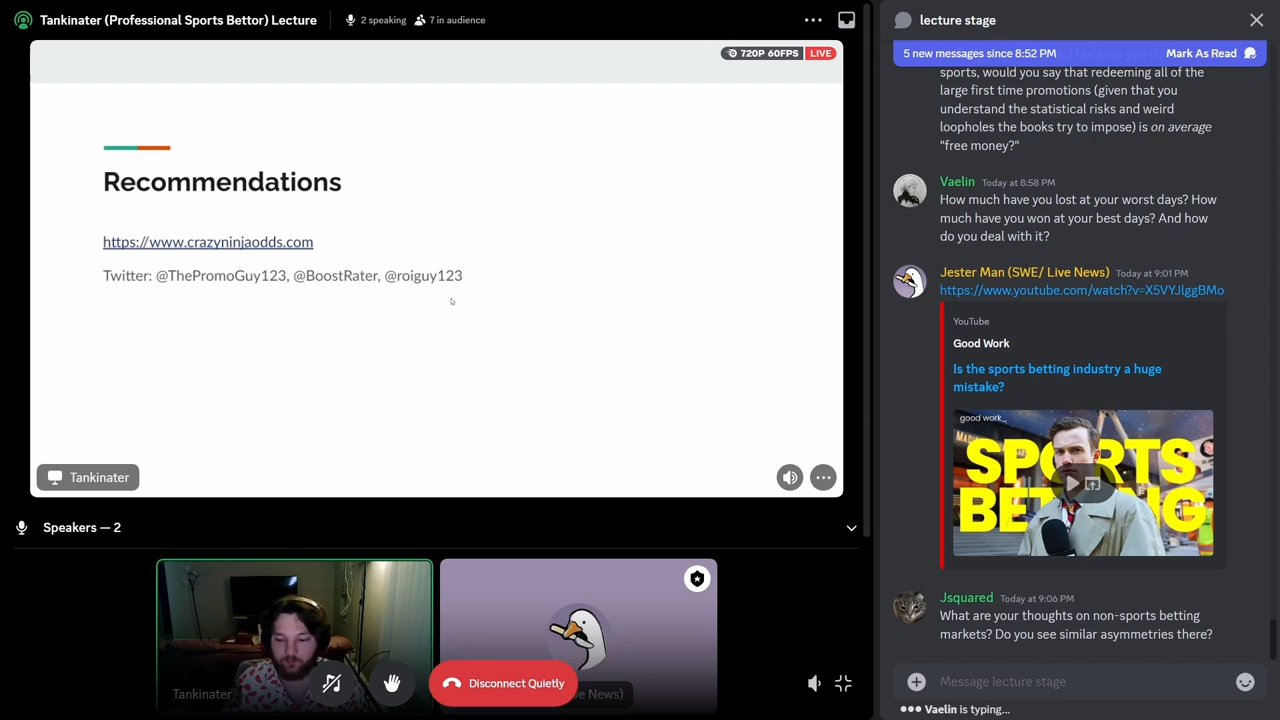 Tankinater (Professional Sports Bettor) Lecture
2 speaking
7 in audience
720P 60FPS
LIVE
Recommendations
https://www.crazyninjaodds.com
Twitter: @ThePromoGuy123, @BoostRater, @roiguy123
Tankinater
Speakers — 2
Tankinater
e News)
Disconnect Quietly
lecture stage
5 new messages since 8:52 PM
Mark As Read
sports, would you say that redeeming all of the
large first time promotions (given that you
understand the statistical risks and weird
loopholes the books try to impose) is on average
"free money?"
Vaelin Today at 8:58 PM
How much have you lost at your worst days? How
much have you won at your best days? And how
do you deal with it?
Jester Man (SWE/ Live News) Today at 9:01 PM
https://www.youtube.com/watch?v=X5VYJlggBMo
YouTube
Good Work
Is the sports betting industry a huge
mistake?
good work_
SPORTS
BETTING
Jsquared Today at 9:06 PM
What are your thoughts on non-sports betting
markets? Do you see similar asymmetries there?
Message lecture stage
Vaelin is typing...